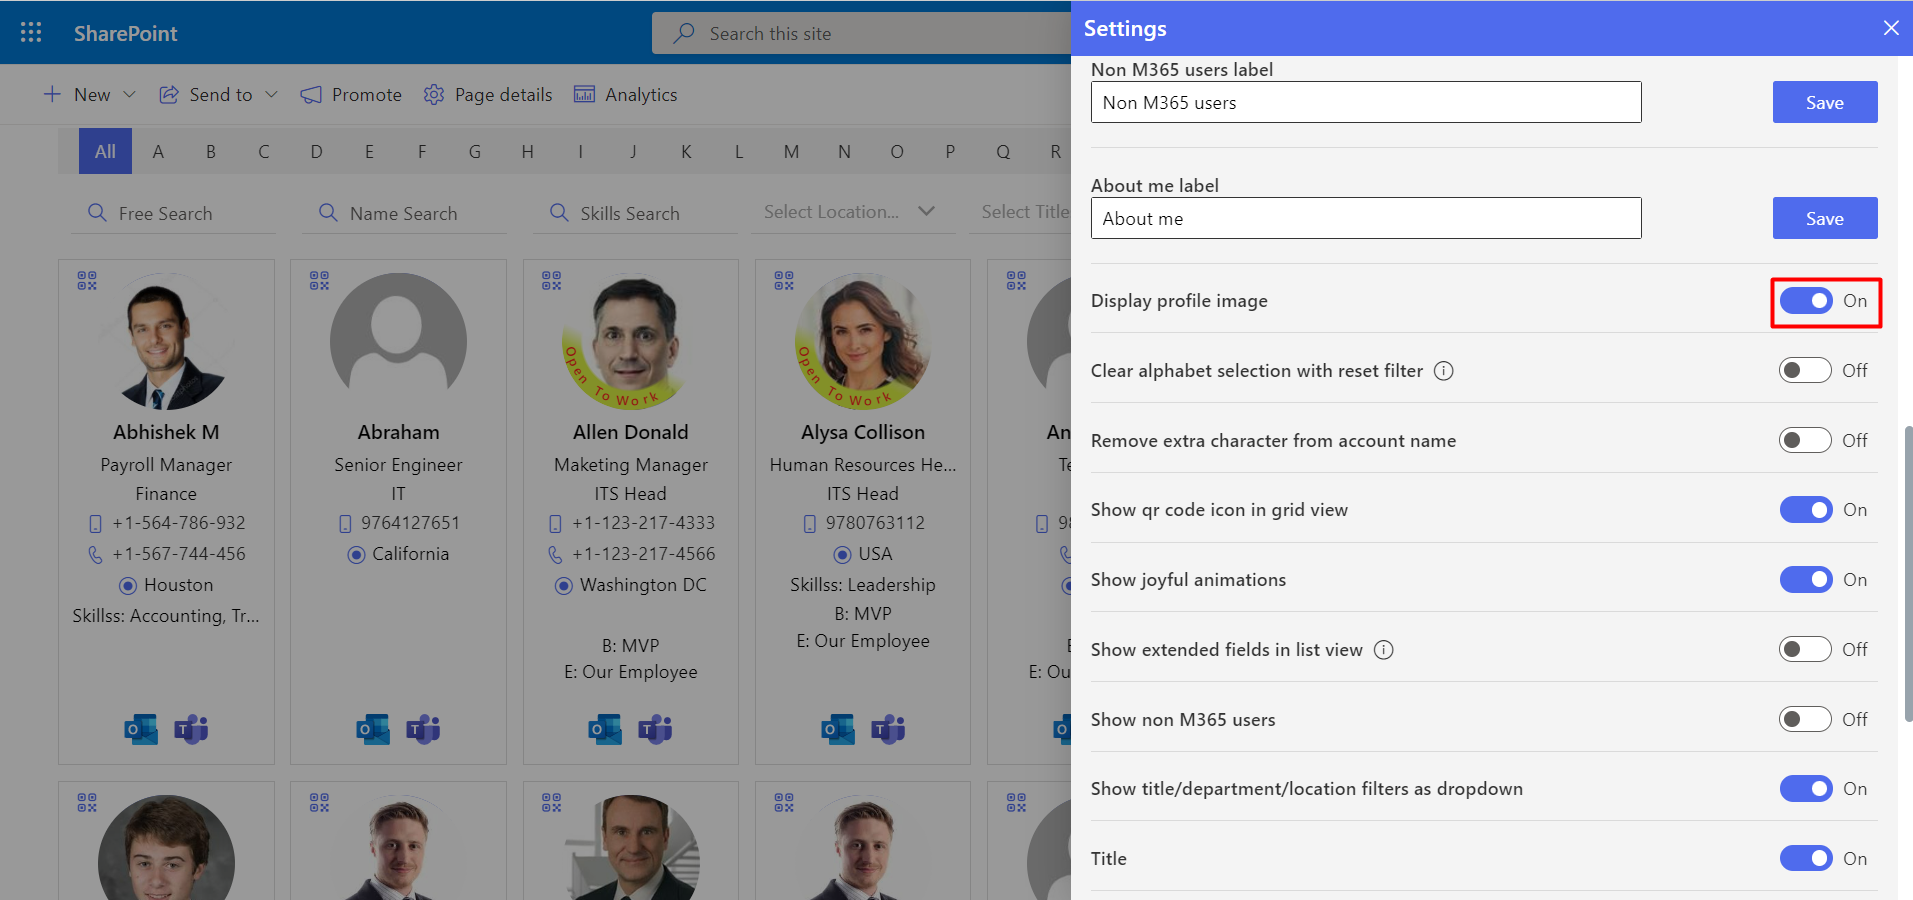 SharePoint
Search this site
New
Send to
Promote
Page details
Analytics
All A B C D E F G H I J K L M N O P Q R
Free Search
Name Search
Skills Search
Select Location...
Select Title
Abhishek M
Payroll Manager
Finance
+1-564-786-932
+1-567-744-456
Houston
Skillss: Accounting, Tr...
Abraham
Senior Engineer
IT
9764127651
California
Open To Work
Allen Donald
Maketing Manager
ITS Head
+1-123-217-4333
+1-123-217-4566
Washington DC
B: MVP
E: Our Employee
Open To Work
Alysa Collison
Human Resources He...
ITS Head
9780763112
USA
Skillss: Leadership
B: MVP
E: Our Employee
An
Te
E: Ou
Settings
Non M365 users label
Non M365 users
Save
About me label
About me
Save
Display profile image
On
Clear alphabet selection with reset filter
Off
Remove extra character from account name
Off
Show qr code icon in grid view
On
Show joyful animations
On
Show extended fields in list view
Off
Show non M365 users
Off
Show title/department/location filters as dropdown
On
Title
On